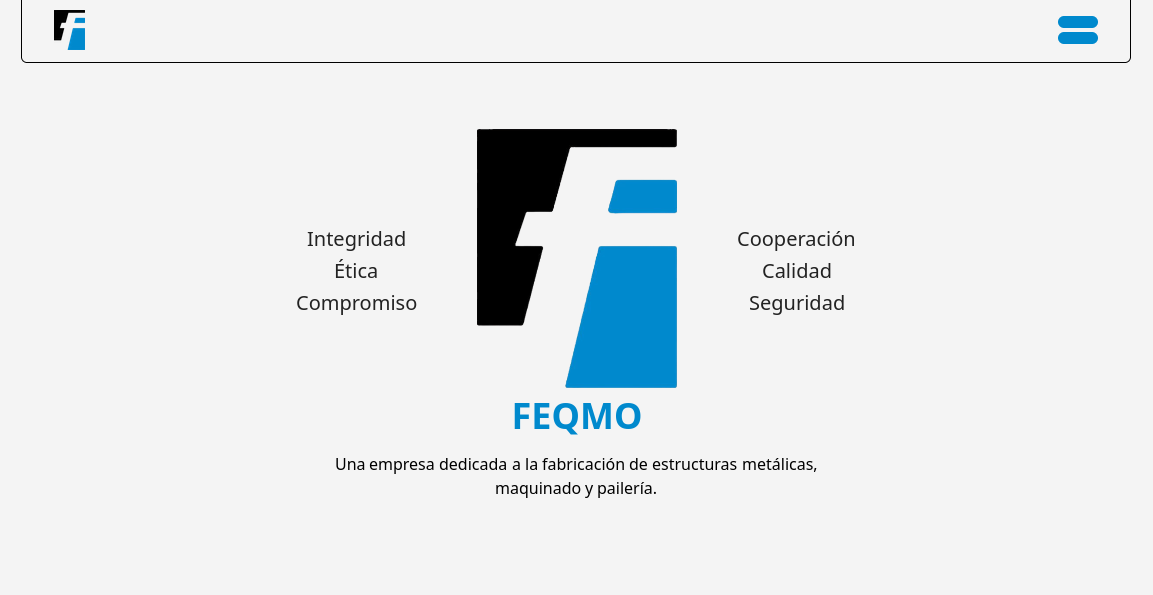 Integridad
Ética
Compromiso
Cooperación
Calidad
Seguridad
FEQMO
Una empresa dedicada a la fabricación de estructuras metálicas,
maquinado y pailería.